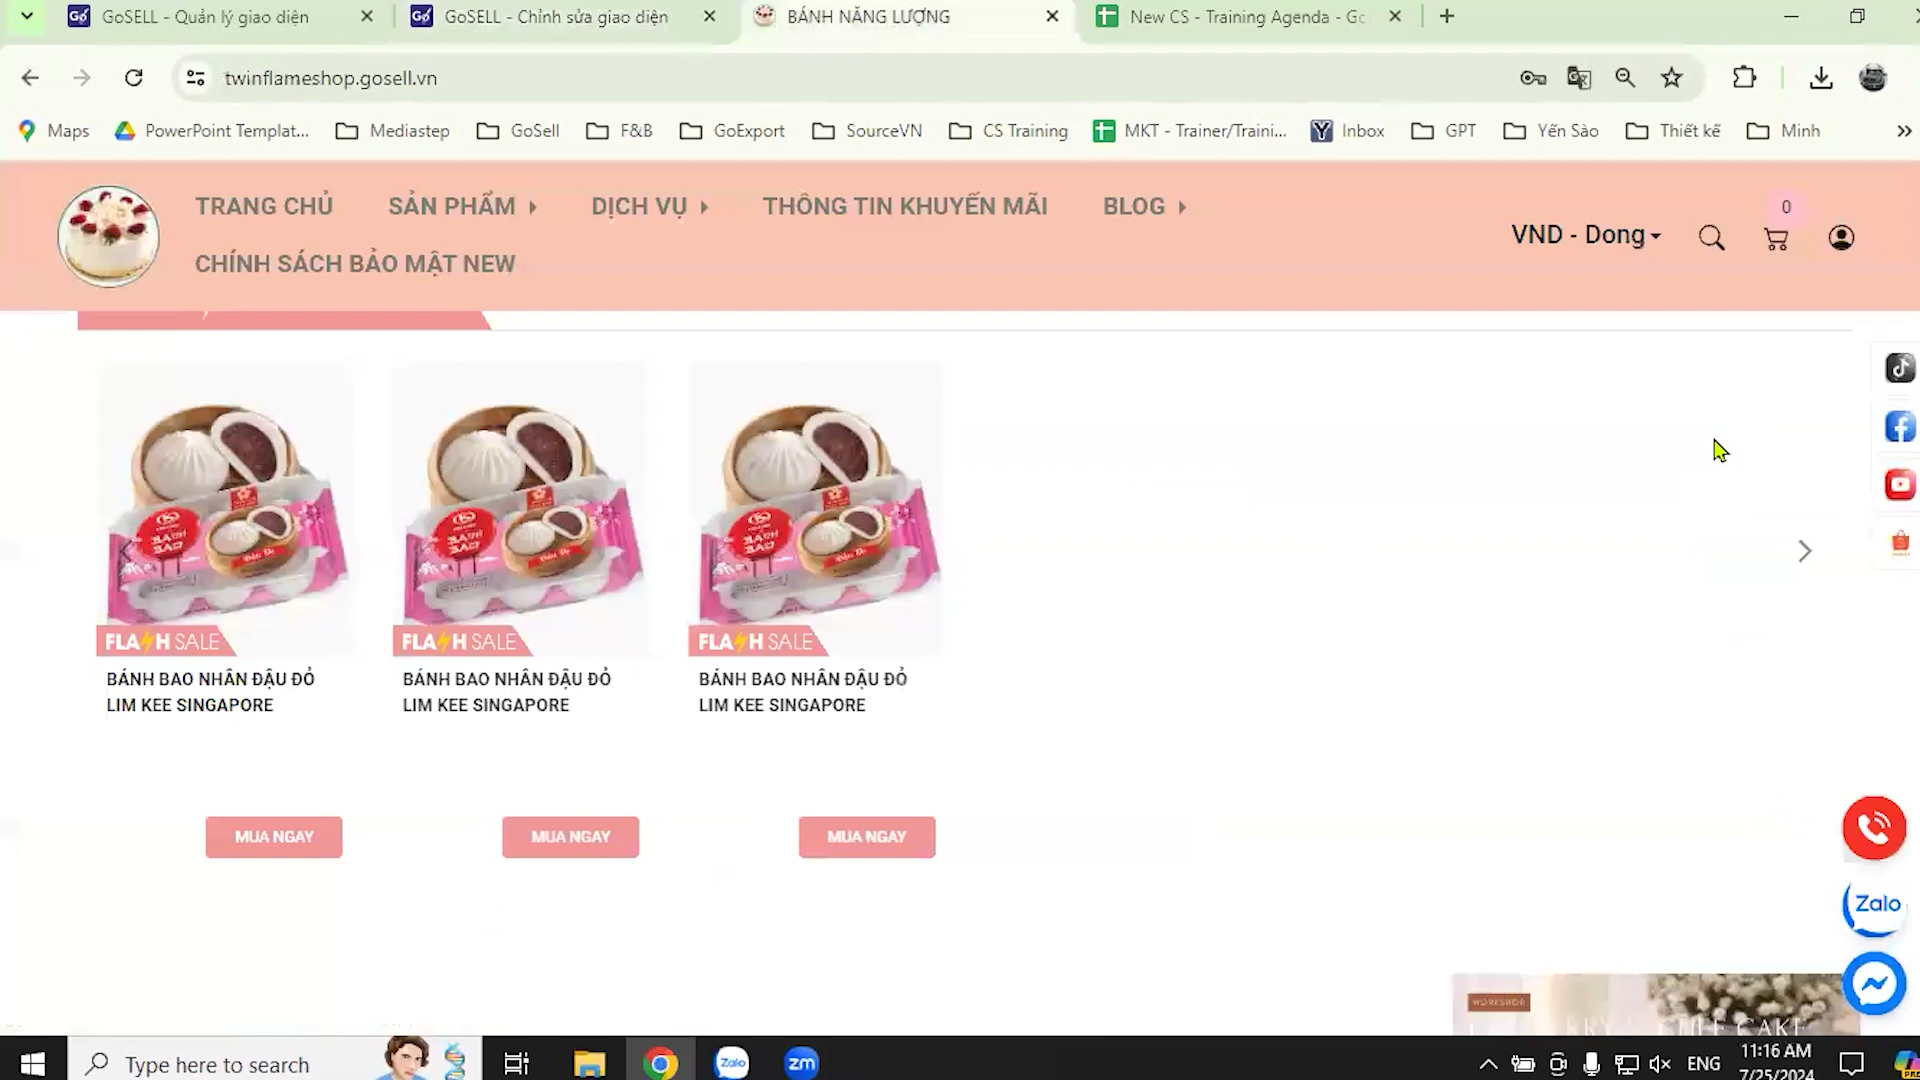 GoSELL - Quản lý giao diện
GoSELL - Chỉnh sửa giao diện
BÁNH NĂNG LƯỢNG
New CS - Training Agenda - Gc
twinflameshop.gosell.vn
Maps
PowerPoint Templat...
Mediastep
GoSell
F&B
GoExport
SourceVN
CS Training
MKT - Trainer/Traini...
Inbox
GPT
Yến Sào
Thiết kế
Minh
TRANG CHỦ
SẢN PHẨM
DỊCH VỤ
THÔNG TIN KHUYẾN MÃI
BLOG
CHÍNH SÁCH BẢO MẬT NEW
VND - Dong
0
FLASH SALE
FLASH SALE
FLASH SALE
BÁNH BAO NHÂN ĐẬU ĐỎ
LIM KEE SINGAPORE
BÁNH BAO NHÂN ĐẬU ĐỎ
LIM KEE SINGAPORE
BÁNH BAO NHÂN ĐẬU ĐỎ
LIM KEE SINGAPORE
MUA NGAY
MUA NGAY
MUA NGAY
Zalo
WORKSHOP
Type here to search
Zalo
zm
ENG
11:16 AM
7/25/2024